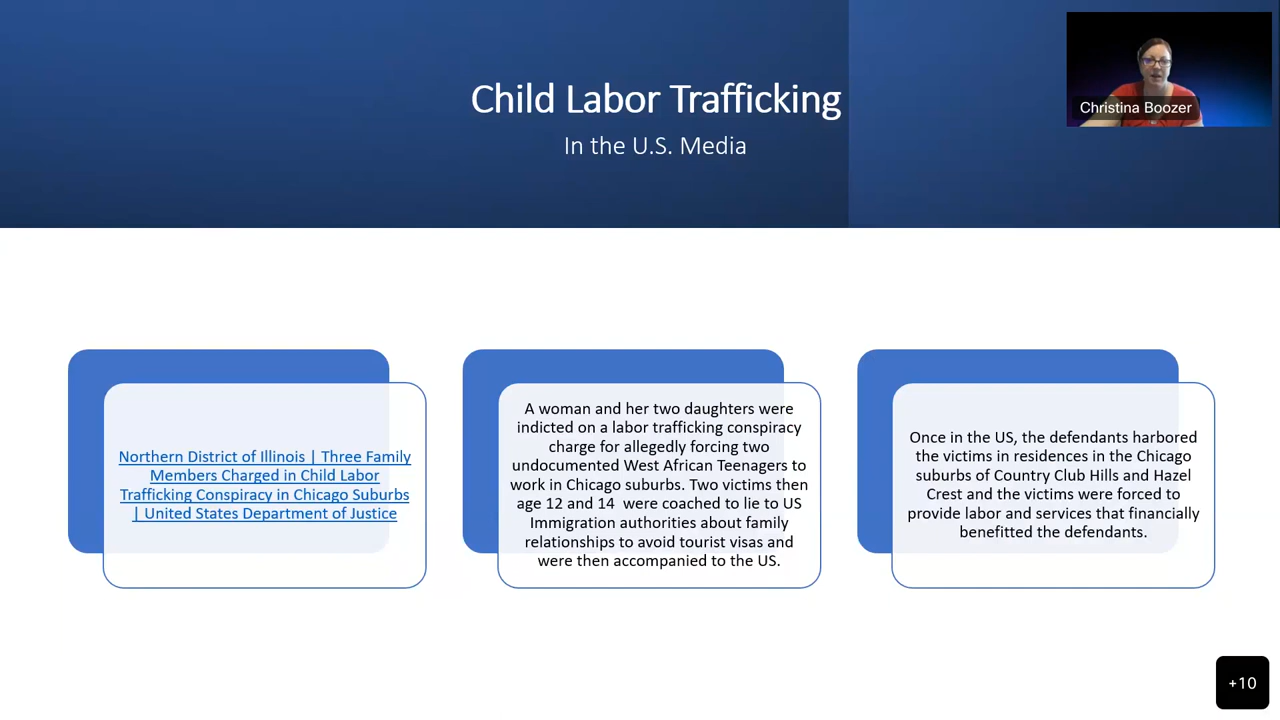 Child Labor Trafficking
In the U.S. Media
Christina Boozer
Northern District of Illinois | Three Family
Members Charged in Child Labor
Trafficking Conspiracy in Chicago Suburbs
| United States Department of Justice
A woman and her two daughters were
indicted on a labor trafficking conspiracy
charge for allegedly forcing two
undocumented West African Teenagers to
work in Chicago suburbs. Two victims then
age 12 and 14  were coached to lie to US
Immigration authorities about family
relationships to avoid tourist visas and
were then accompanied to the US.
Once in the US, the defendants harbored
the victims in residences in the Chicago
suburbs of Country Club Hills and Hazel
Crest and the victims were forced to
provide labor and services that financially
benefitted the defendants.
+10